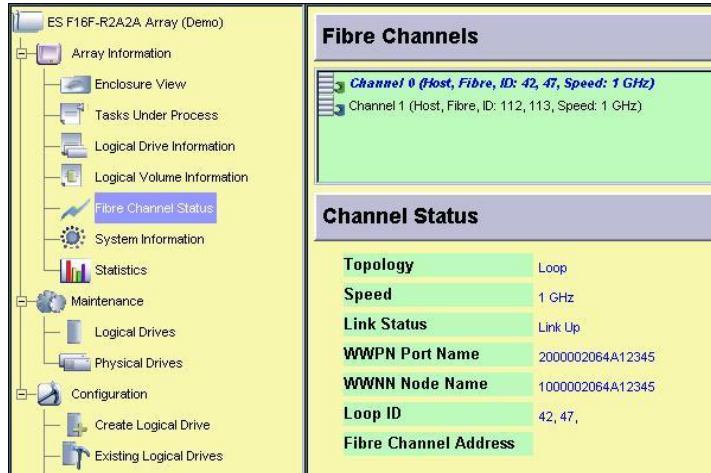 ES F16F-R2A2A Array (Demo)
Array Information
Enclosure View
Tasks Under Process
Logical Drive Information
Logical Volume Information
Fibre Channel Status
System Information
Statistics
Maintenance
Logical Drives
Physical Drives
Configuration
Create Logical Drive
Existing Logical Drives
Fibre Channels
Channel 0 (Host, Fibre, ID: 42, 47, Speed: 1 GHz)
Channel 1 (Host, Fibre, ID: 112, 113, Speed: 1 GHz)
Channel Status
Topology Loop
Speed 1 GHz
Link Status Link Up
WWPN Port Name 2000002064A12345
WWNN Node Name 1000002064A12345
Loop ID 42, 47,
Fibre Channel Address